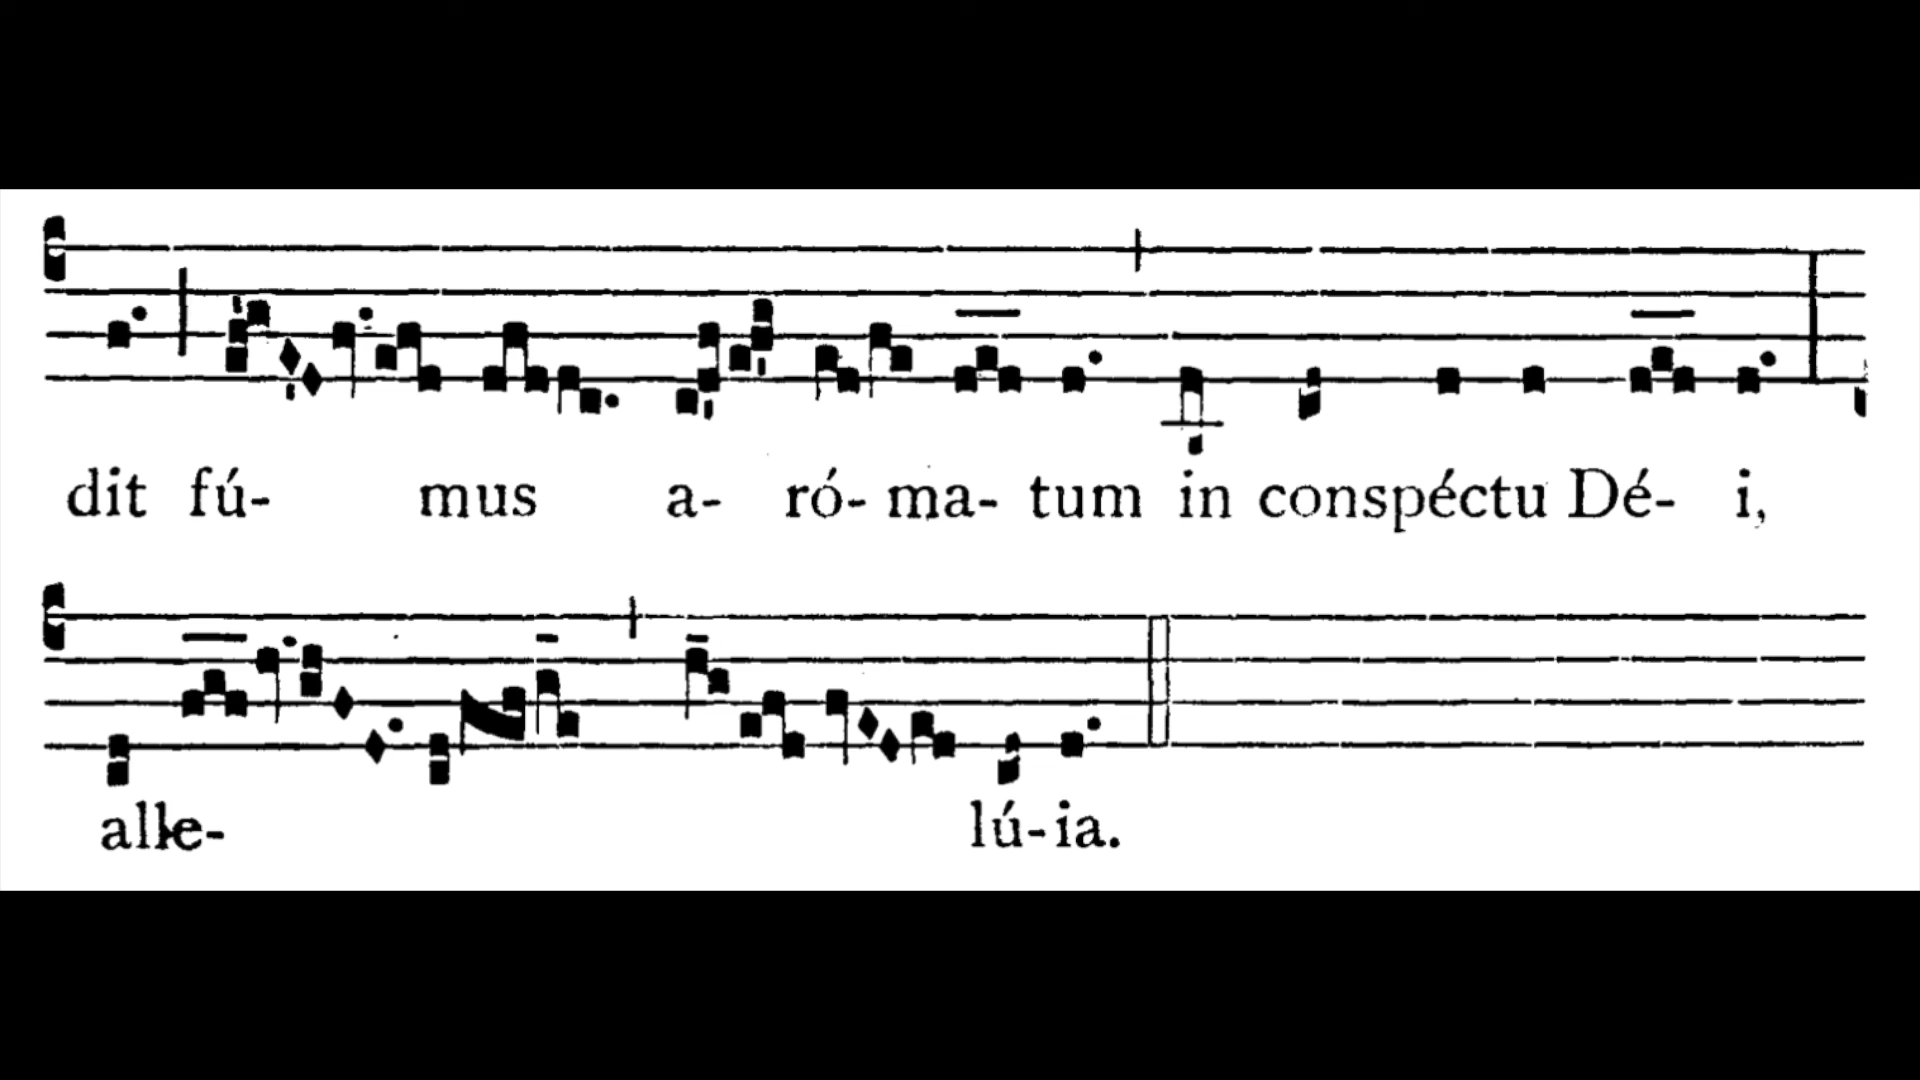 dit fú- mus a- ró- ma- tum in conspéctu Dé- i,
alle- lú-ia.